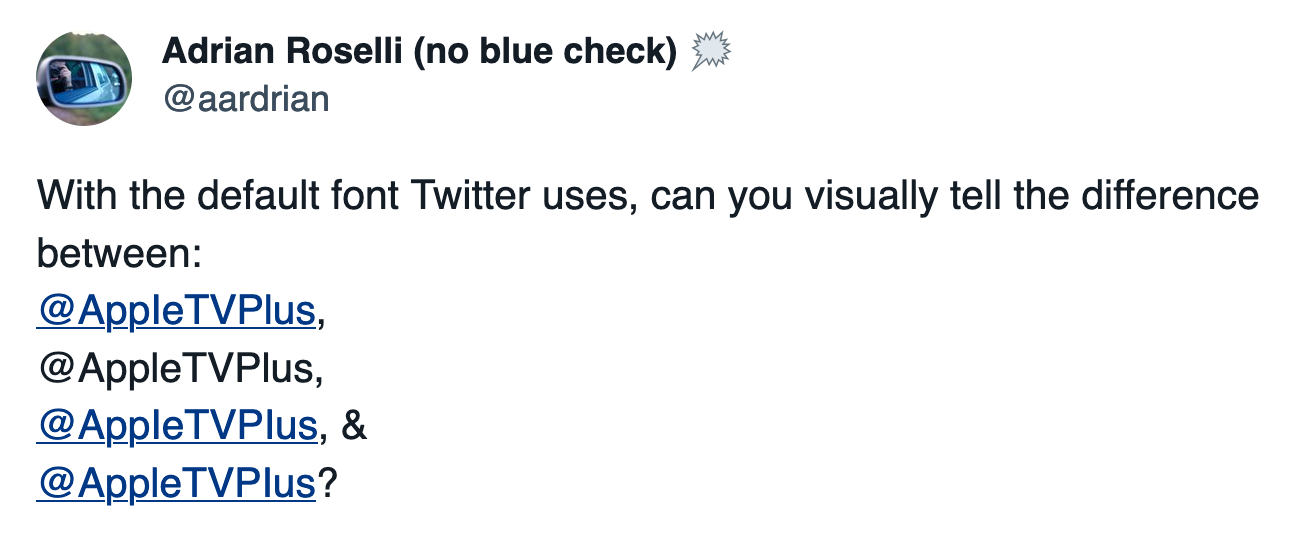 Adrian Roselli (no blue check) 🗯
@aardrian
With the default font Twitter uses, can you visually tell the difference
between:
@AppleTVPlus,
@AppleTVPlus,
@AppleTVPIus, &
@AppleTVPlus?